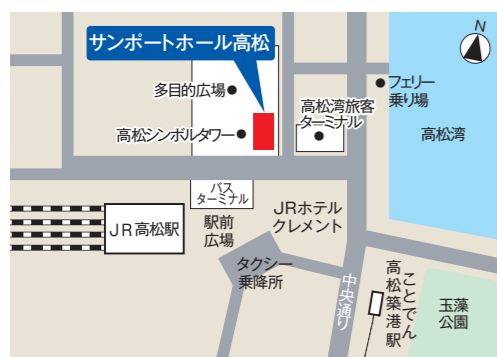 サンポートホール高松
N
多目的広場
フェリー
乗り場
高松湾旅客
ターミナル
高松シンボルタワー
高松湾
バス
ターミナル
JR高松駅
駅前
広場
JRホテル
クレメント
タクシー
乗降所
中央通り
ことでん
高松築港駅
玉藻
公園